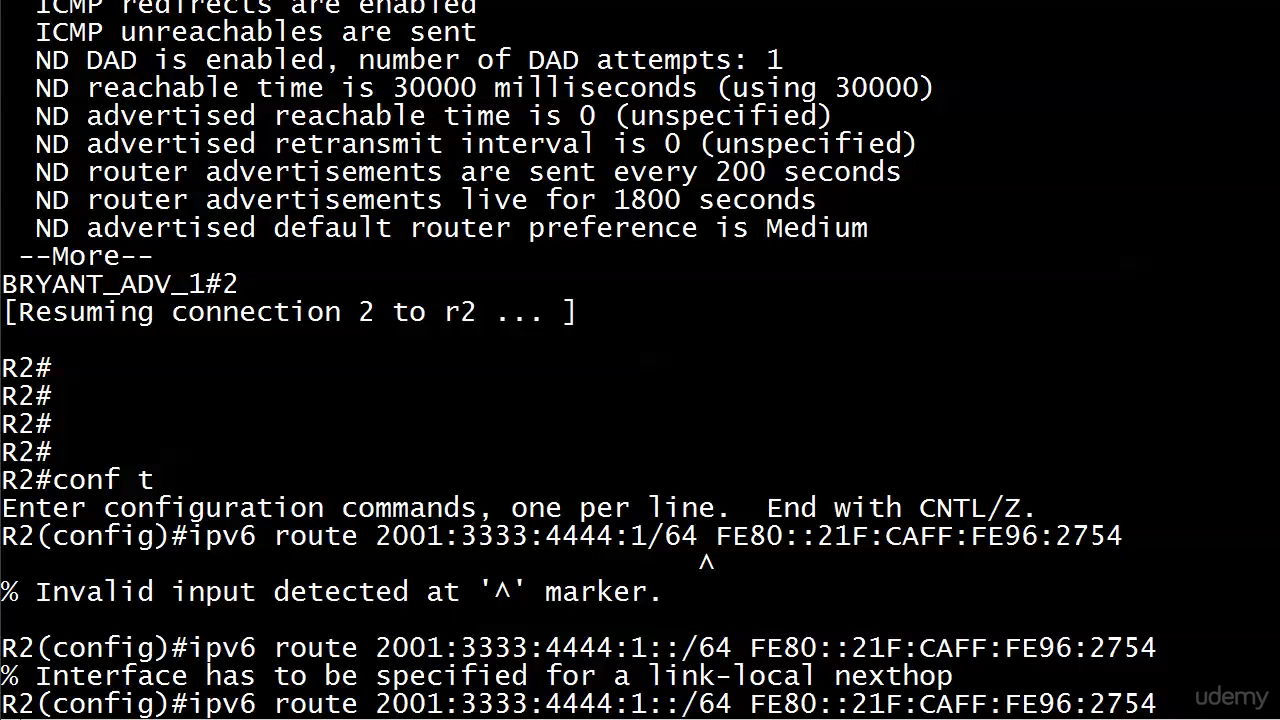 ICMP redirects are enabled
ICMP unreachables are sent
ND DAD is enabled, number of DAD attempts: 1
ND reachable time is 30000 milliseconds (using 30000)
ND advertised reachable time is 0 (unspecified)
ND advertised retransmit interval is 0 (unspecified)
ND router advertisements are sent every 200 seconds
ND router advertisements live for 1800 seconds
ND advertised default router preference is Medium
--More--
BRYANT_ADV_1#2
[Resuming connection 2 to r2 ... ]
R2#
R2#
R2#
R2#
R2#conf t
Enter configuration commands, one per line.  End with CNTL/Z.
R2(config)#ipv6 route 2001:3333:4444:1/64 FE80::21F:CAFF:FE96:2754
^
% Invalid input detected at '^' marker.
R2(config)#ipv6 route 2001:3333:4444:1::/64 FE80::21F:CAFF:FE96:2754
% Interface has to be specified for a link-local nexthop
R2(config)#ipv6 route 2001:3333:4444:1::/64 FE80::21F:CAFF:FE96:2754
udemy